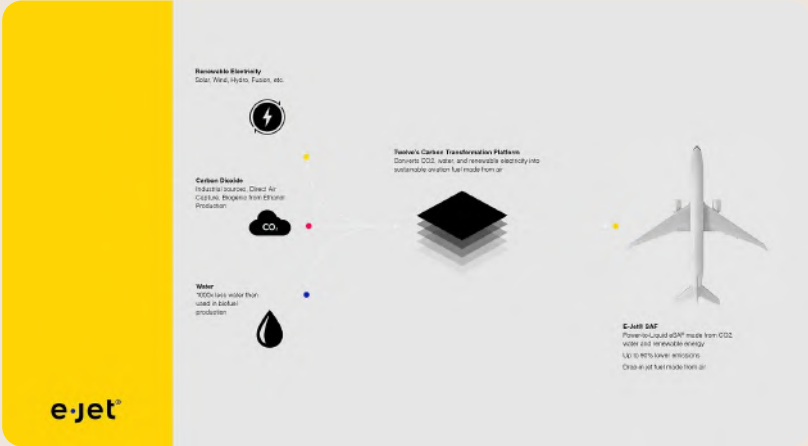 Renewable Electricity
Solar, Wind, Hydro, Fusion, etc.
Carbon Dioxide
Industrial sources, Direct Air
Capture, Biogenic from Ethanol
Production
CO₂
Water
1000x less water than
used in biofuel
production
Twelve's Carbon Transformation Platform
Converts CO2, water, and renewable electricity into
sustainable aviation fuel made from air
E-Jet® SAF
Power-to-Liquid eSAF made from CO2,
water and renewable energy
Up to 90% lower emissions
Drop-in jet fuel made from air
e·jet®